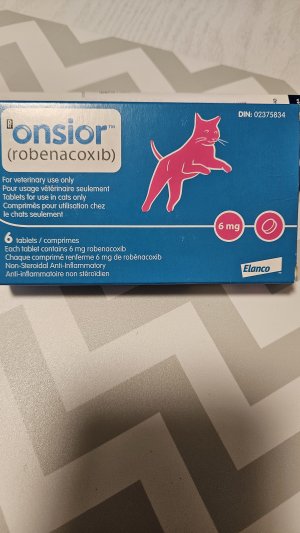 DIN: 02375834
onsior™
(robenacoxib)
For veterinary use only
Pour usage vétérinaire seulement
Tablets for use in cats only
Comprimés pour utilisation chez
le chats seulement
6 tablets / comprimés
Each tablet contains 6 mg robenacoxib
Chaque comprimé renferme 6 mg de robénacoxib
Non-Steroidal Anti-Inflammatory
Anti-inflammatoire non stéroïdien
6 mg
Elanco